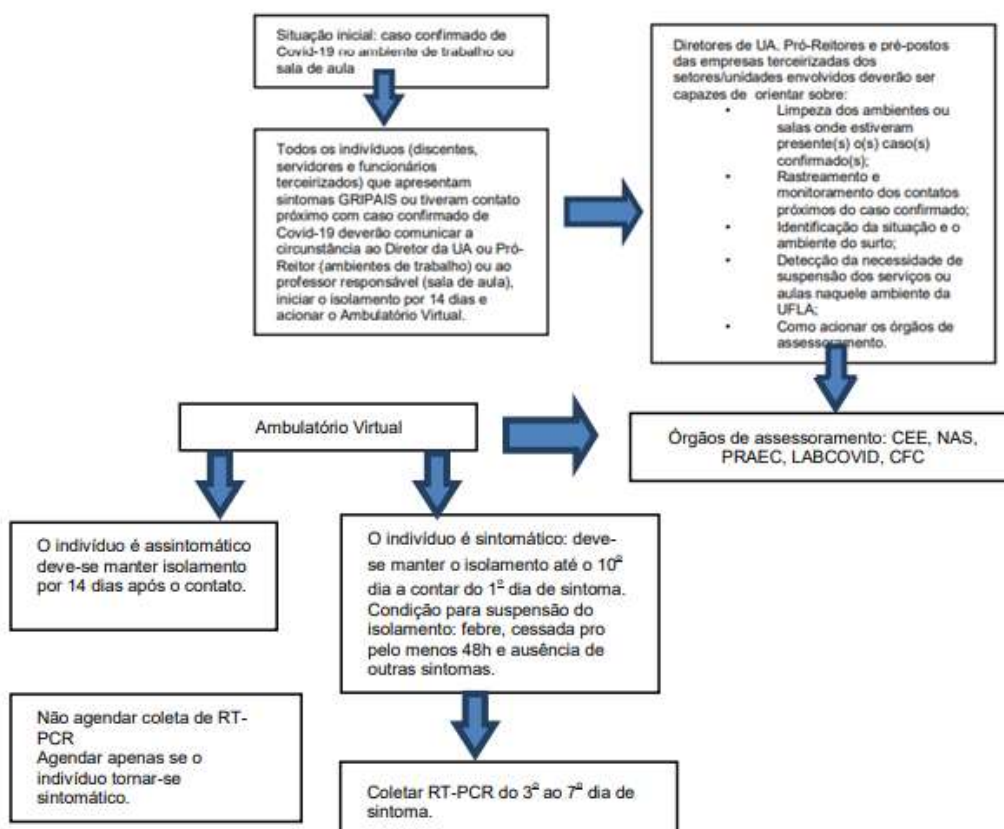 Situação inicial: caso confirmado de
Covid-19 no ambiente de trabalho ou
sala de aula
Todos os indivíduos (discentes,
servidores e funcionários
terceirizados) que apresentam
sintomas GRIPAIS ou tiveram contato
próximo com caso confirmado de
Covid-19 deverão comunicar a
circunstância ao Diretor da UA ou Pró-
Reitor (ambientes de trabalho) ou ao
professor responsável (sala de aula),
iniciar o isolamento por 14 dias e
acionar o Ambulatório Virtual.
Diretores de UA. Pró-Reitores e pré-postos
das empresas terceirizadas dos
setores/unidades envolvidos deverão ser
capazes de orientar sobre:
• Limpeza dos ambientes ou
salas onde estiveram
presente(s) o(s) caso(s)
confirmado(s);
• Rastreamento e
monitoramento dos contatos
próximos do caso confirmado;
• Identificação da situação e o
ambiente do surto;
• Detecção da necessidade de
suspensão dos serviços ou
aulas naquele ambiente da
UFLA;
• Como acionar os órgãos de
assessoramento.
Ambulatório Virtual
Órgãos de assessoramento: CEE, NAS,
PRAEC, LABCOVID, CFC
O indivíduo é assintomático
deve-se manter isolamento
por 14 dias após o contato.
O indivíduo é sintomático: deve-
se manter o isolamento até o 10º
dia a contar do 1º dia de sintoma.
Condição para suspensão do
isolamento: febre, cessada pro
pelo menos 48h e ausência de
outras sintomas.
Não agendar coleta de RT-
PCR
Agendar apenas se o
indivíduo tornar-se
sintomático.
Coletar RT-PCR do 3º ao 7º dia de
sintoma.